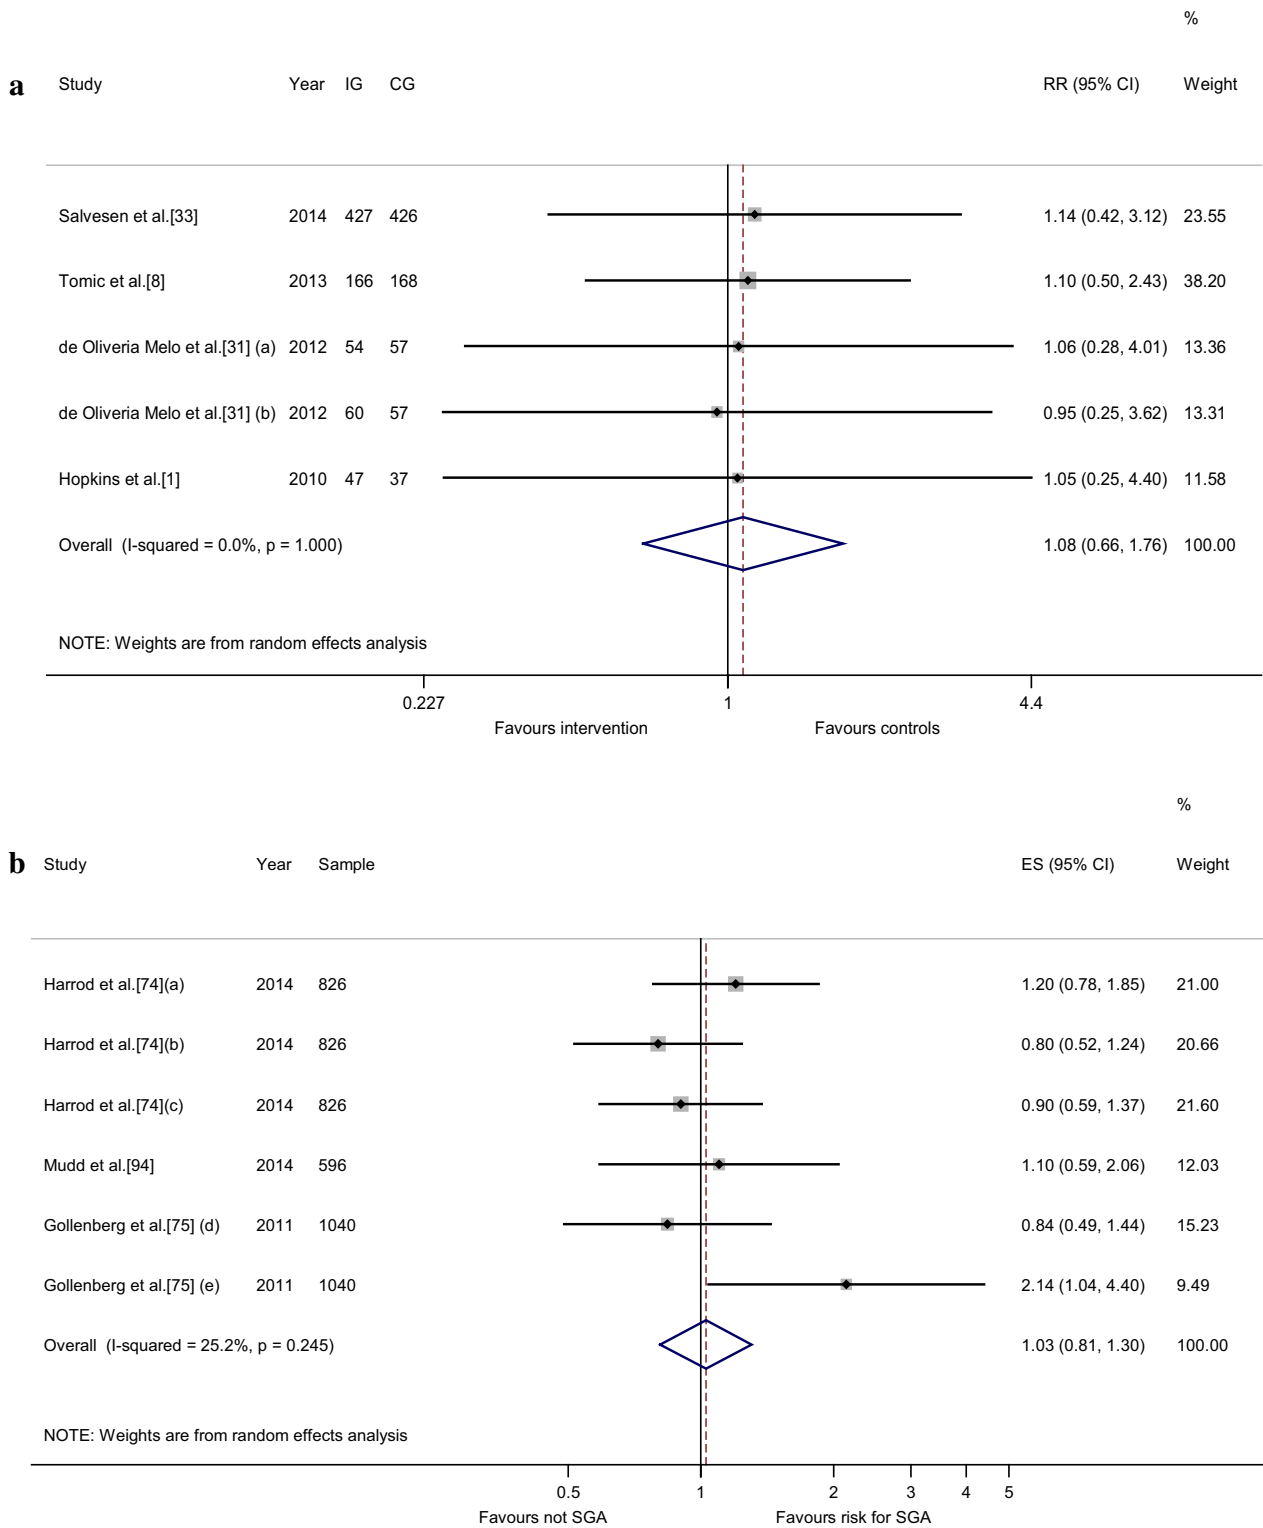 %
a Study Year IG CG RR (95% CI) Weight
Salvesen et al.[33] 2014 427 426 1.14 (0.42, 3.12) 23.55
Tomic et al.[8] 2013 166 168 1.10 (0.50, 2.43) 38.20
de Oliveria Melo et al.[31] (a) 2012 54 57 1.06 (0.28, 4.01) 13.36
de Oliveria Melo et al.[31] (b) 2012 60 57 0.95 (0.25, 3.62) 13.31
Hopkins et al.[1] 2010 47 37 1.05 (0.25, 4.40) 11.58
Overall (I-squared = 0.0%, p = 1.000) 1.08 (0.66, 1.76) 100.00
NOTE: Weights are from random effects analysis
0.227 1 4.4
Favours intervention Favours controls
%
b Study Year Sample ES (95% CI) Weight
Harrod et al.[74](a) 2014 826 1.20 (0.78, 1.85) 21.00
Harrod et al.[74](b) 2014 826 0.80 (0.52, 1.24) 20.66
Harrod et al.[74](c) 2014 826 0.90 (0.59, 1.37) 21.60
Mudd et al.[94] 2014 596 1.10 (0.59, 2.06) 12.03
Gollenberg et al.[75] (d) 2011 1040 0.84 (0.49, 1.44) 15.23
Gollenberg et al.[75] (e) 2011 1040 2.14 (1.04, 4.40) 9.49
Overall (I-squared = 25.2%, p = 0.245) 1.03 (0.81, 1.30) 100.00
NOTE: Weights are from random effects analysis
0.5 1 2 3 4 5
Favours not SGA Favours risk for SGA